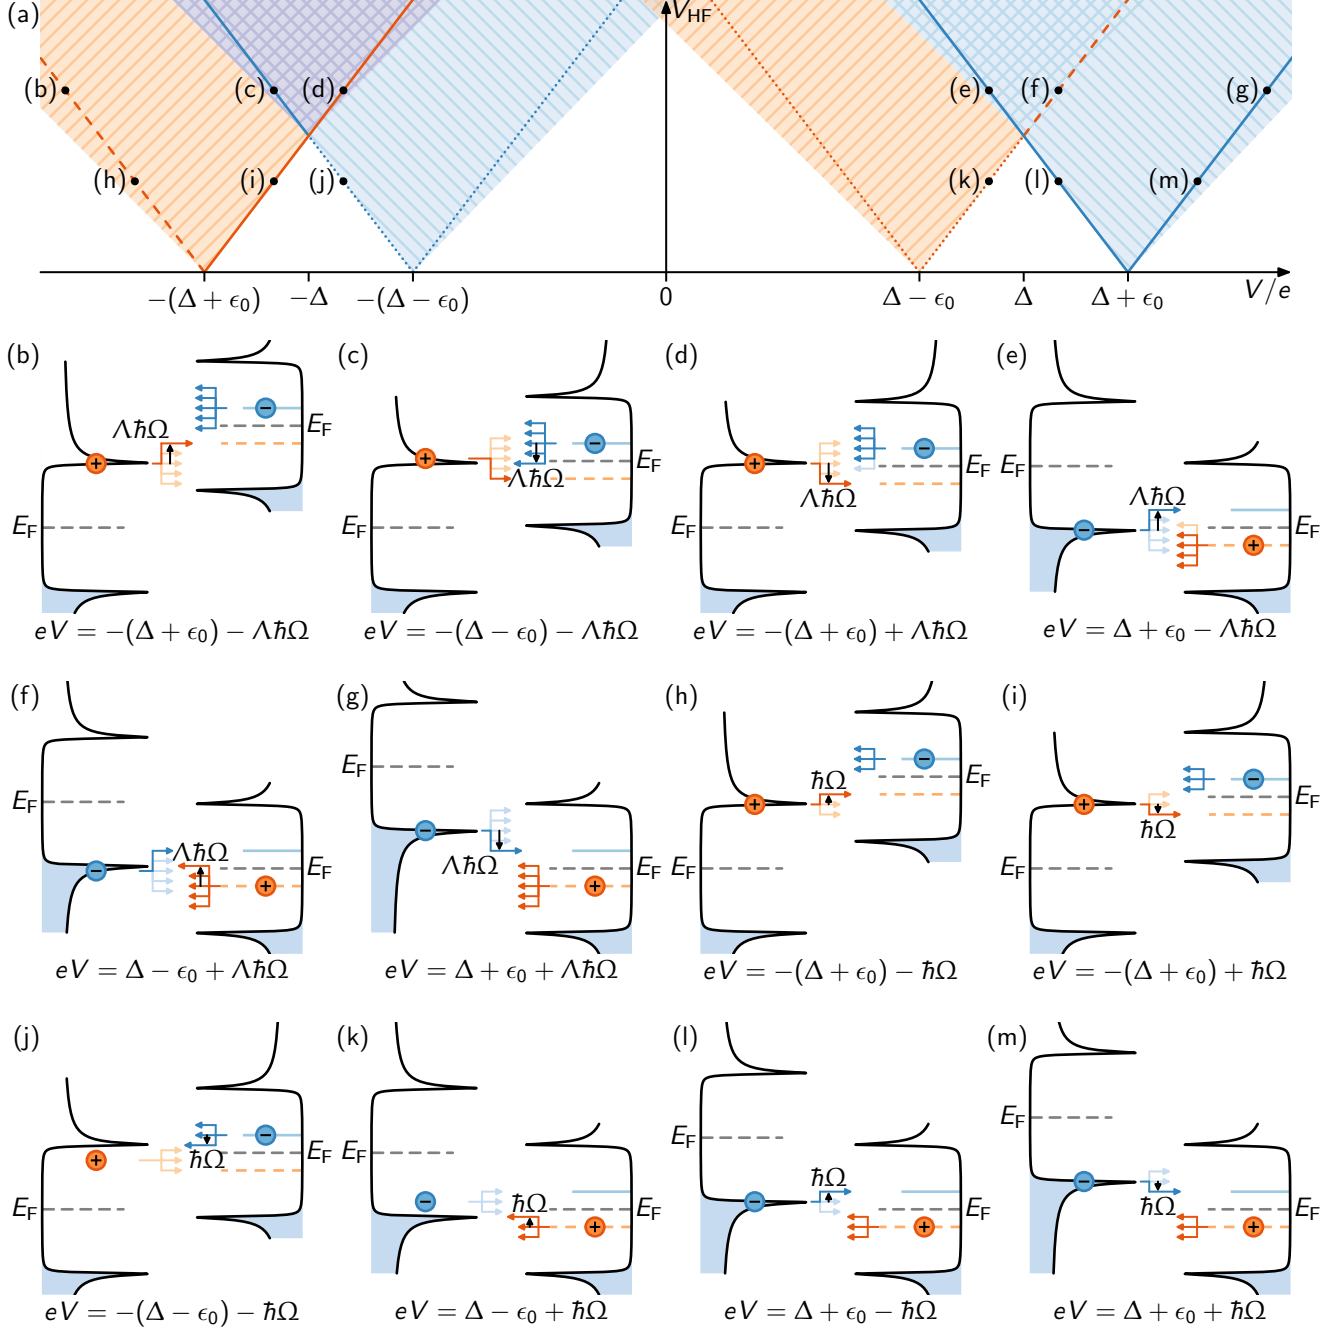 (a) V_HF
(b) (c) (d) (e) (f) (g)
(h) (i) (j) (k) (l) (m)
−(Δ + ϵ₀) −Δ −(Δ − ϵ₀) 0 Δ − ϵ₀ Δ Δ + ϵ₀ V/e
(b) (c) (d) (e)
ΛħΩ + − E_F E_F
eV = −(Δ + ϵ₀) − ΛħΩ
+ − ΛħΩ E_F E_F
eV = −(Δ − ϵ₀) − ΛħΩ
+ − ΛħΩ E_F E_F
eV = −(Δ + ϵ₀) + ΛħΩ
E_F ΛħΩ − + E_F
eV = Δ + ϵ₀ − ΛħΩ
(f) (g) (h) (i)
E_F ΛħΩ − + E_F
eV = Δ − ϵ₀ + ΛħΩ
E_F − ΛħΩ + E_F
eV = Δ + ϵ₀ + ΛħΩ
− ħΩ + E_F E_F
eV = −(Δ + ϵ₀) − ħΩ
− + ħΩ E_F E_F
eV = −(Δ + ϵ₀) + ħΩ
(j) (k) (l) (m)
− + ħΩ E_F E_F
eV = −(Δ − ϵ₀) − ħΩ
E_F − ħΩ + E_F
eV = Δ − ϵ₀ + ħΩ
E_F ħΩ − + E_F
eV = Δ + ϵ₀ − ħΩ
E_F − ħΩ + E_F
eV = Δ + ϵ₀ + ħΩ